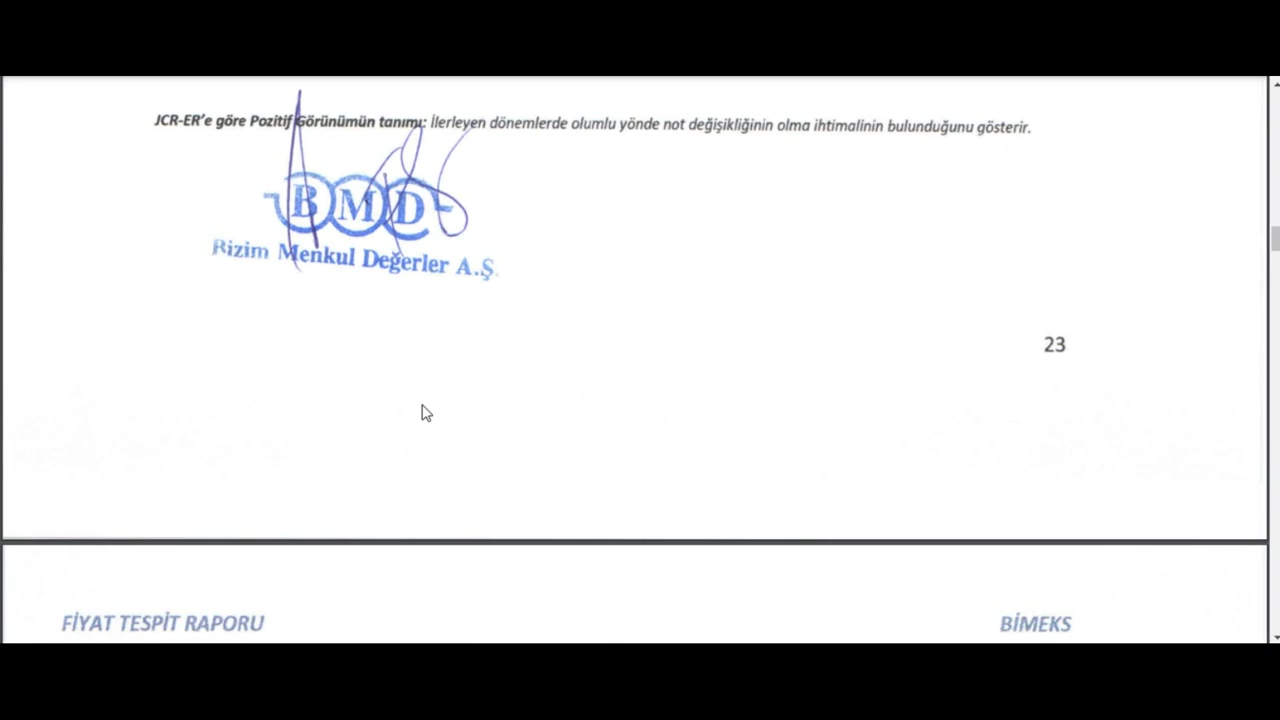 JCR-ER'e göre Pozitif Görünümün tanımı: İlerleyen dönemlerde olumlu yönde not değişikliğinin olma ihtimalinin bulunduğunu gösterir.
BMD
Bizim Menkul Değerler A.Ş.
23
FİYAT TESPİT RAPORU BİMEKS